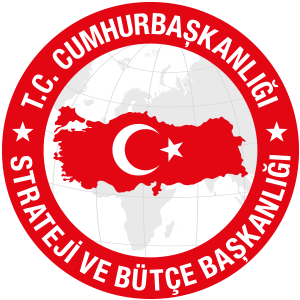 T.C. CUMHURBAŞKANLIĞI
STRATEJİ VE BÜTÇE BAŞKANLIĞI